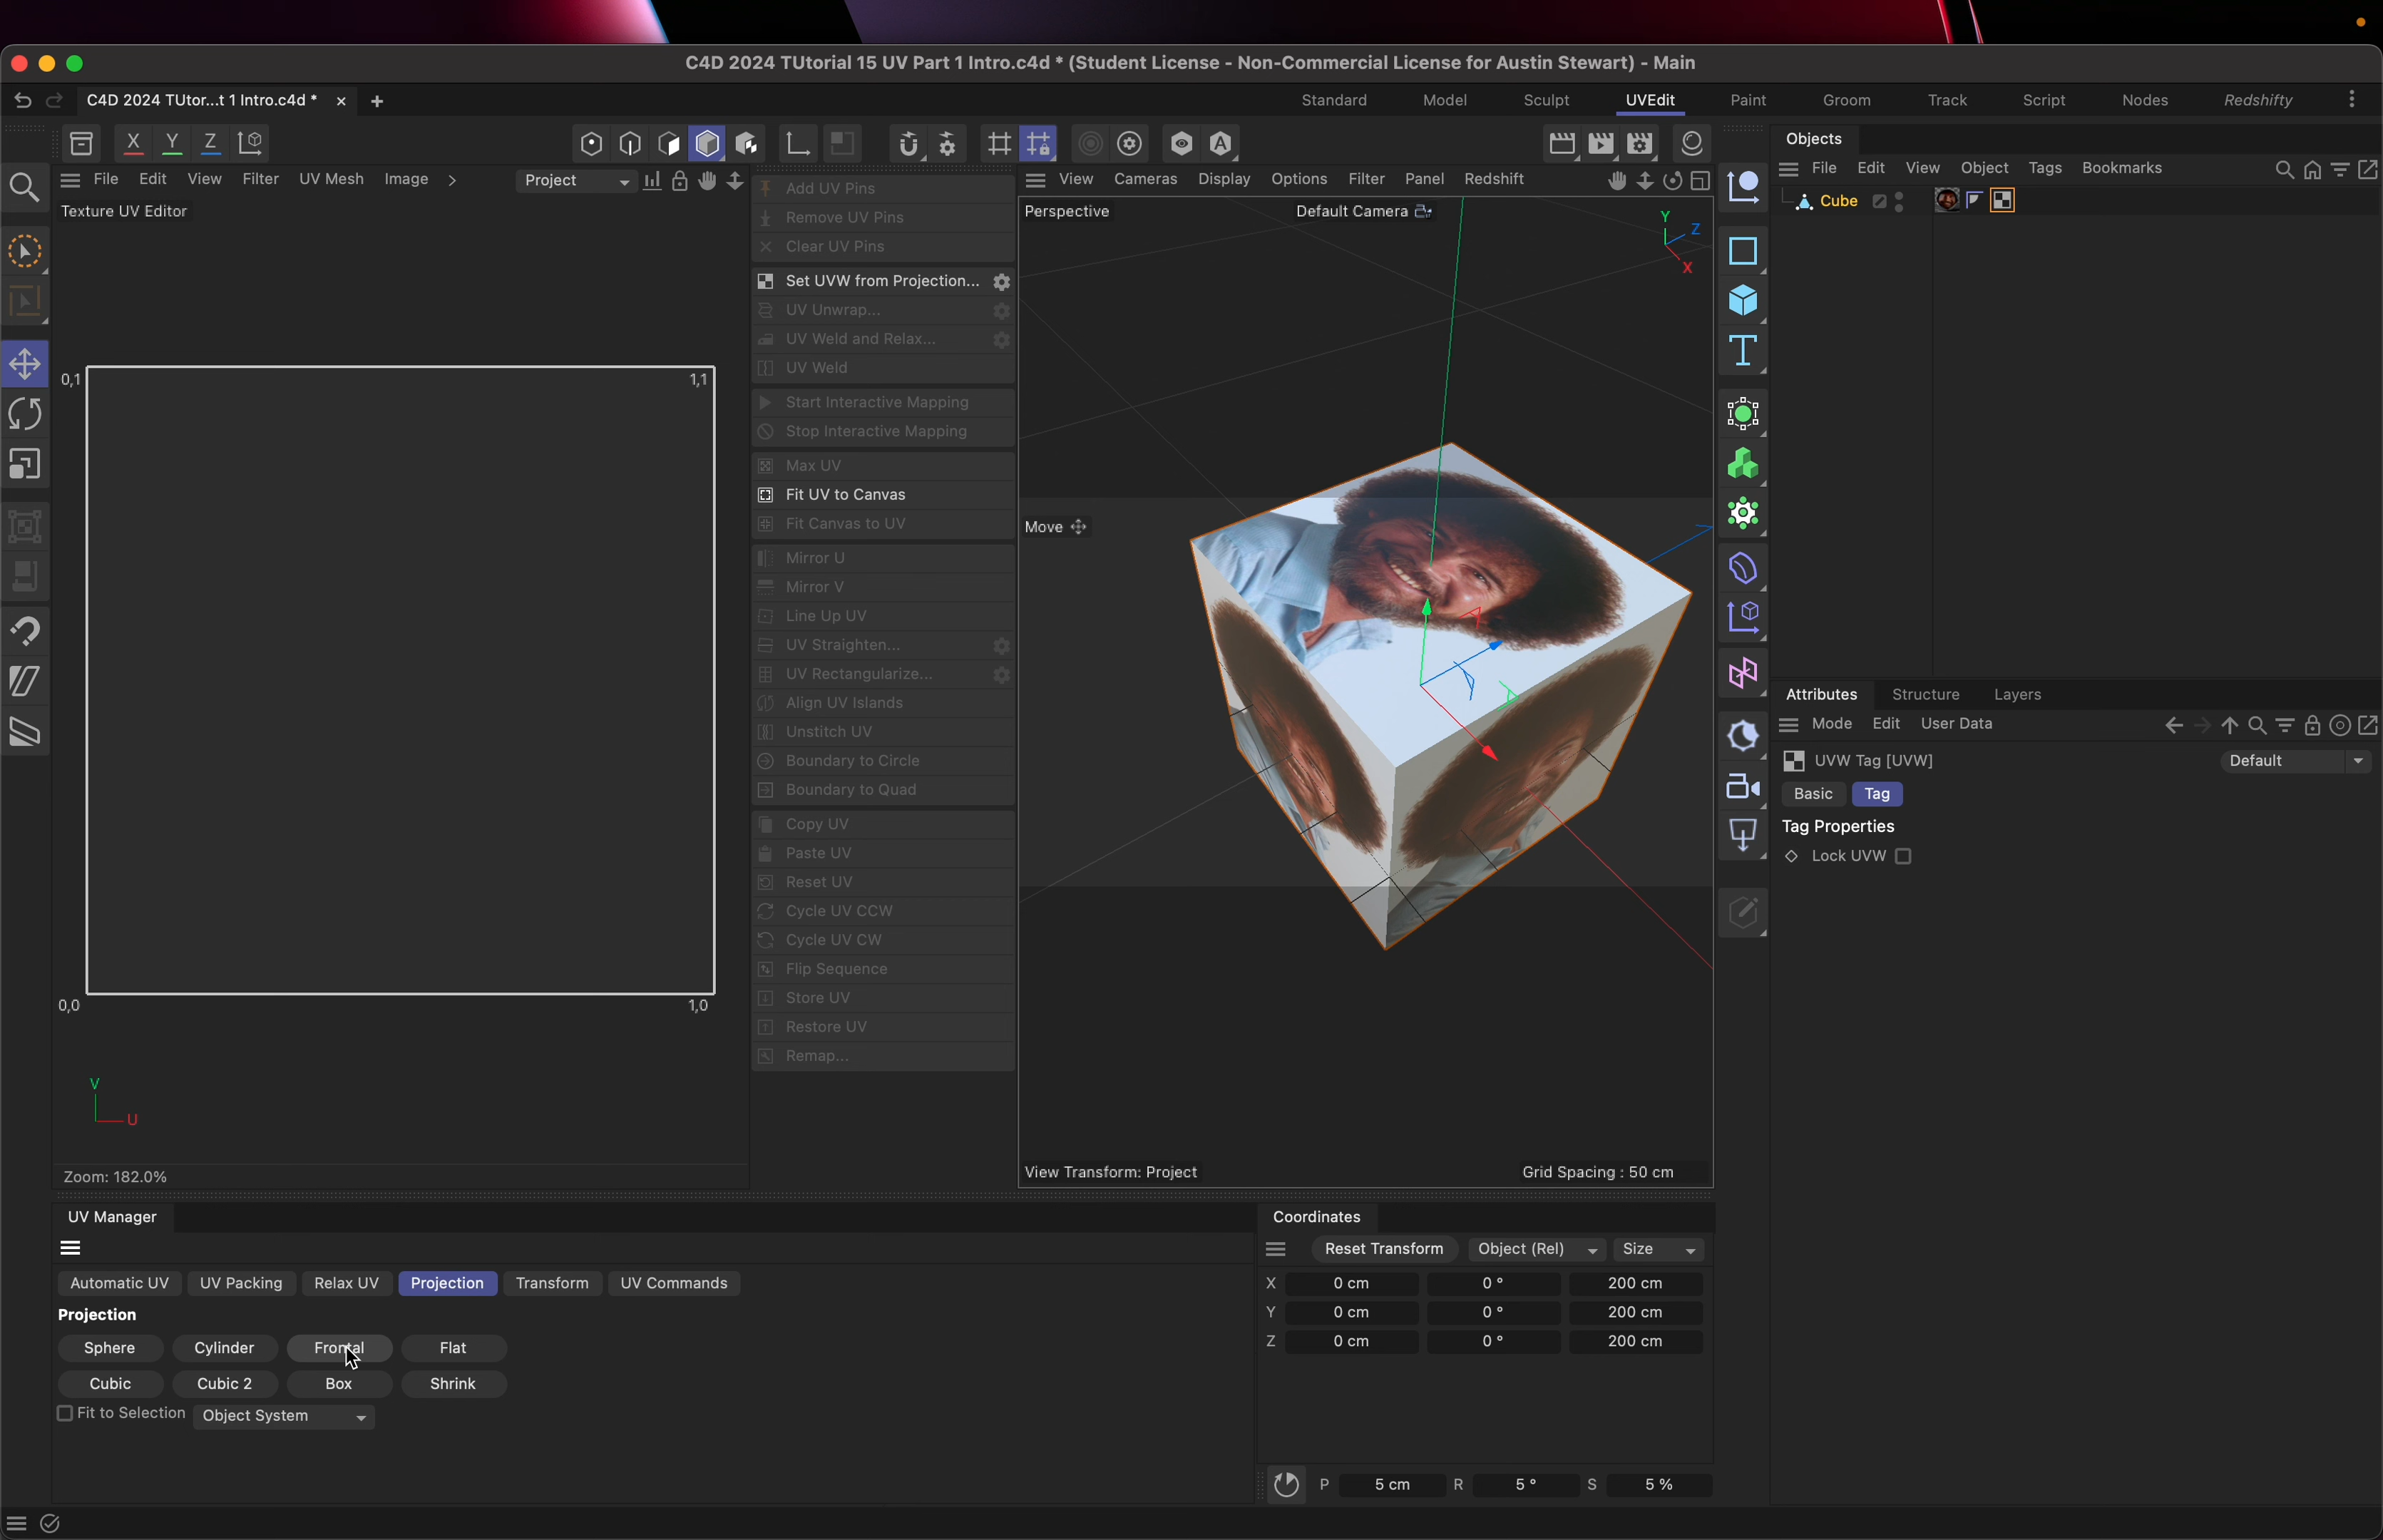 C4D 2024 TUtorial 15 UV Part 1 Intro.c4d * (Student License - Non-Commercial License for Austin Stewart) - Main
C4D 2024 TUtor...t 1 Intro.c4d *
Standard Model Sculpt UVEdit Paint Groom Track Script Nodes Redshifty
X Y Z
Objects
File Edit View Filter UV Mesh Image Project
View Cameras Display Options Filter Panel Redshift
File Edit View Object Tags Bookmarks
Cube
Texture UV Editor
Add UV Pins
Remove UV Pins
Clear UV Pins
Set UVW from Projection...
UV Unwrap...
UV Weld and Relax...
UV Weld
Start Interactive Mapping
Stop Interactive Mapping
Max UV
Fit UV to Canvas
Fit Canvas to UV
Mirror U
Mirror V
Line Up UV
UV Straighten...
UV Rectangularize...
Align UV Islands
Unstitch UV
Boundary to Circle
Boundary to Quad
Copy UV
Paste UV
Reset UV
Cycle UV CCW
Cycle UV CW
Flip Sequence
Store UV
Restore UV
Remap...
0,1 1,1
0,0 1,0
V
U
Zoom: 182.0%
Perspective
Default Camera
Y
Z
X
Move
View Transform: Project
Grid Spacing : 50 cm
Attributes Structure Layers
Mode Edit User Data
UVW Tag [UVW]
Default
Basic Tag
Tag Properties
Lock UVW
UV Manager
Automatic UV UV Packing Relax UV Projection Transform UV Commands
Projection
Sphere Cylinder Frontal Flat
Cubic Cubic 2 Box Shrink
Fit to Selection Object System
Coordinates
Reset Transform Object (Rel) Size
X 0 cm 0 ° 200 cm
Y 0 cm 0 ° 200 cm
Z 0 cm 0 ° 200 cm
P 5 cm R 5 ° S 5 %